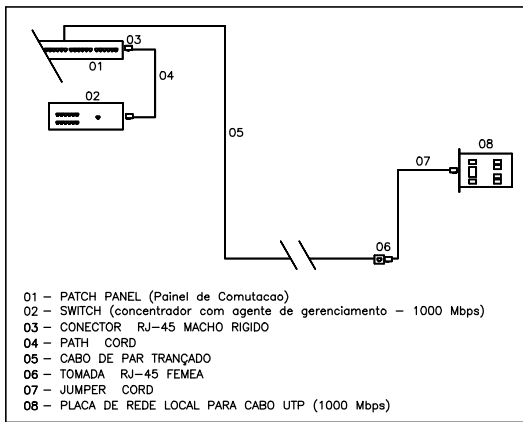 03
01
04
02
05
08
07
06
01 - PATCH PANEL (Painel de Comutacao)
02 - SWITCH (concentrador com agente de gerenciamento - 1000 Mbps)
03 - CONECTOR RJ-45 MACHO RIGIDO
04 - PATH CORD
05 - CABO DE PAR TRANÇADO
06 - TOMADA RJ-45 FEMEA
07 - JUMPER CORD
08 - PLACA DE REDE LOCAL PARA CABO UTP (1000 Mbps)